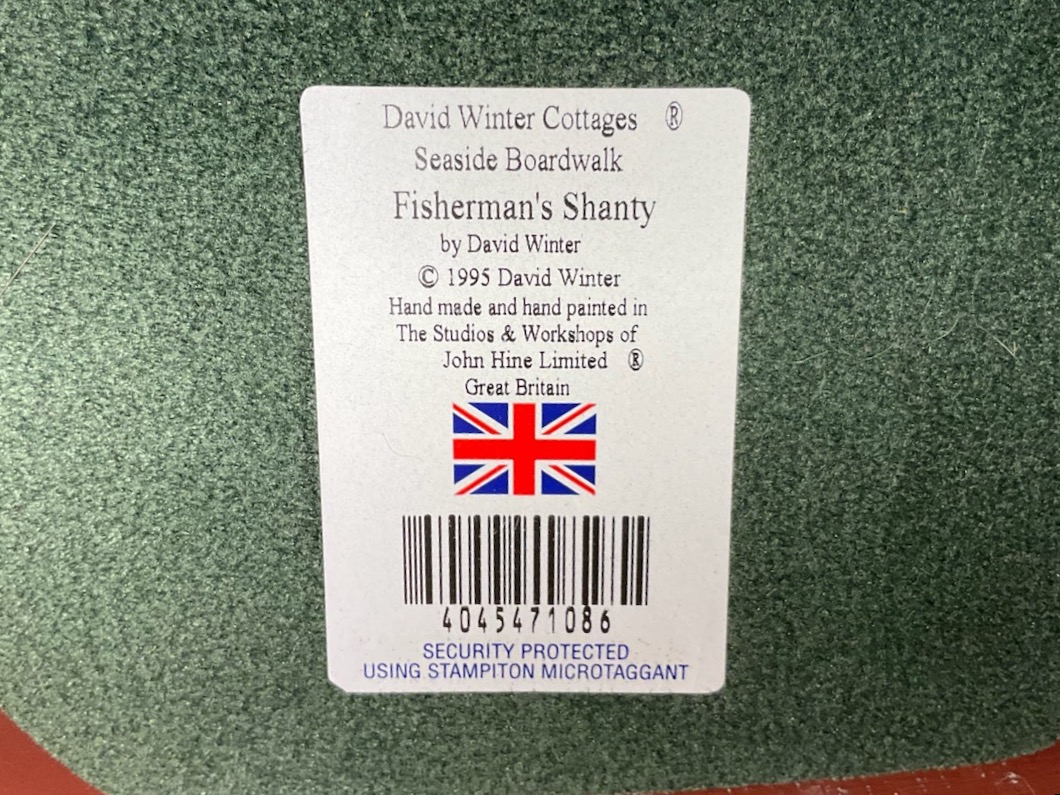 David Winter Cottages ®
Seaside Boardwalk
Fisherman's Shanty
by David Winter
© 1995 David Winter
Hand made and hand painted in
The Studios & Workshops of
John Hine Limited ®
Great Britain
4045471086
SECURITY PROTECTED
USING STAMPITON MICROTAGGANT